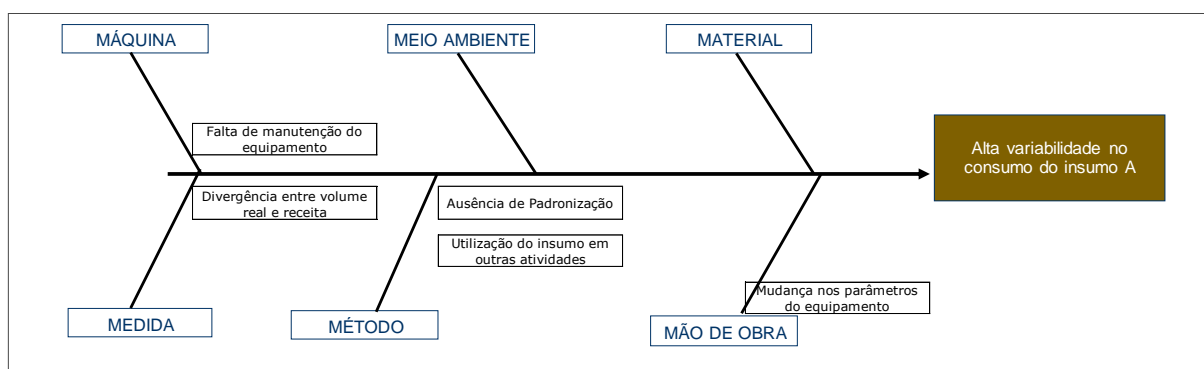 MÁQUINA
MEIO AMBIENTE
MATERIAL
Falta de manutenção do
equipamento
Alta variabilidade no
consumo do insumo A
Divergência entre volume
real e receita
Ausência de Padronização
Utilização do insumo em
outras atividades
Mudança nos parâmetros
do equipamento
MEDIDA
MÉTODO
MÃO DE OBRA